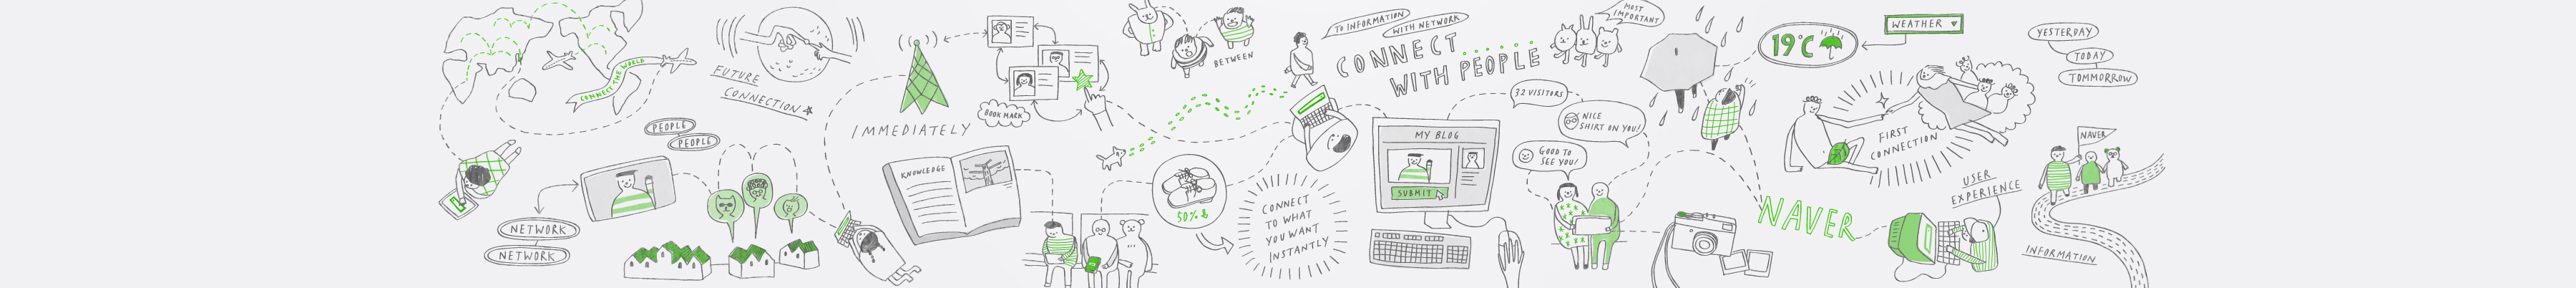 CONNECT THE WORLD
FUTURE
CONNECTION
PEOPLE
PEOPLE
NETWORK
NETWORK
IMMEDIATELY
BOOK MARK
KNOWLEDGE
BETWEEN
50%
CONNECT
TO WHAT
YOU WANT
INSTANTLY
TO INFORMATION
WITH NETWORK
CONNECT
WITH PEOPLE
MOST
IMPORTANT
MY BLOG
SUBMIT
32 VISITORS
NICE
SHIRT ON YOU!
GOOD TO
SEE YOU!
19°C
WEATHER
FIRST
CONNECTION
NAVER
YESTERDAY
TODAY
TOMMORROW
NAVER
USER
EXPERIENCE
INFORMATION